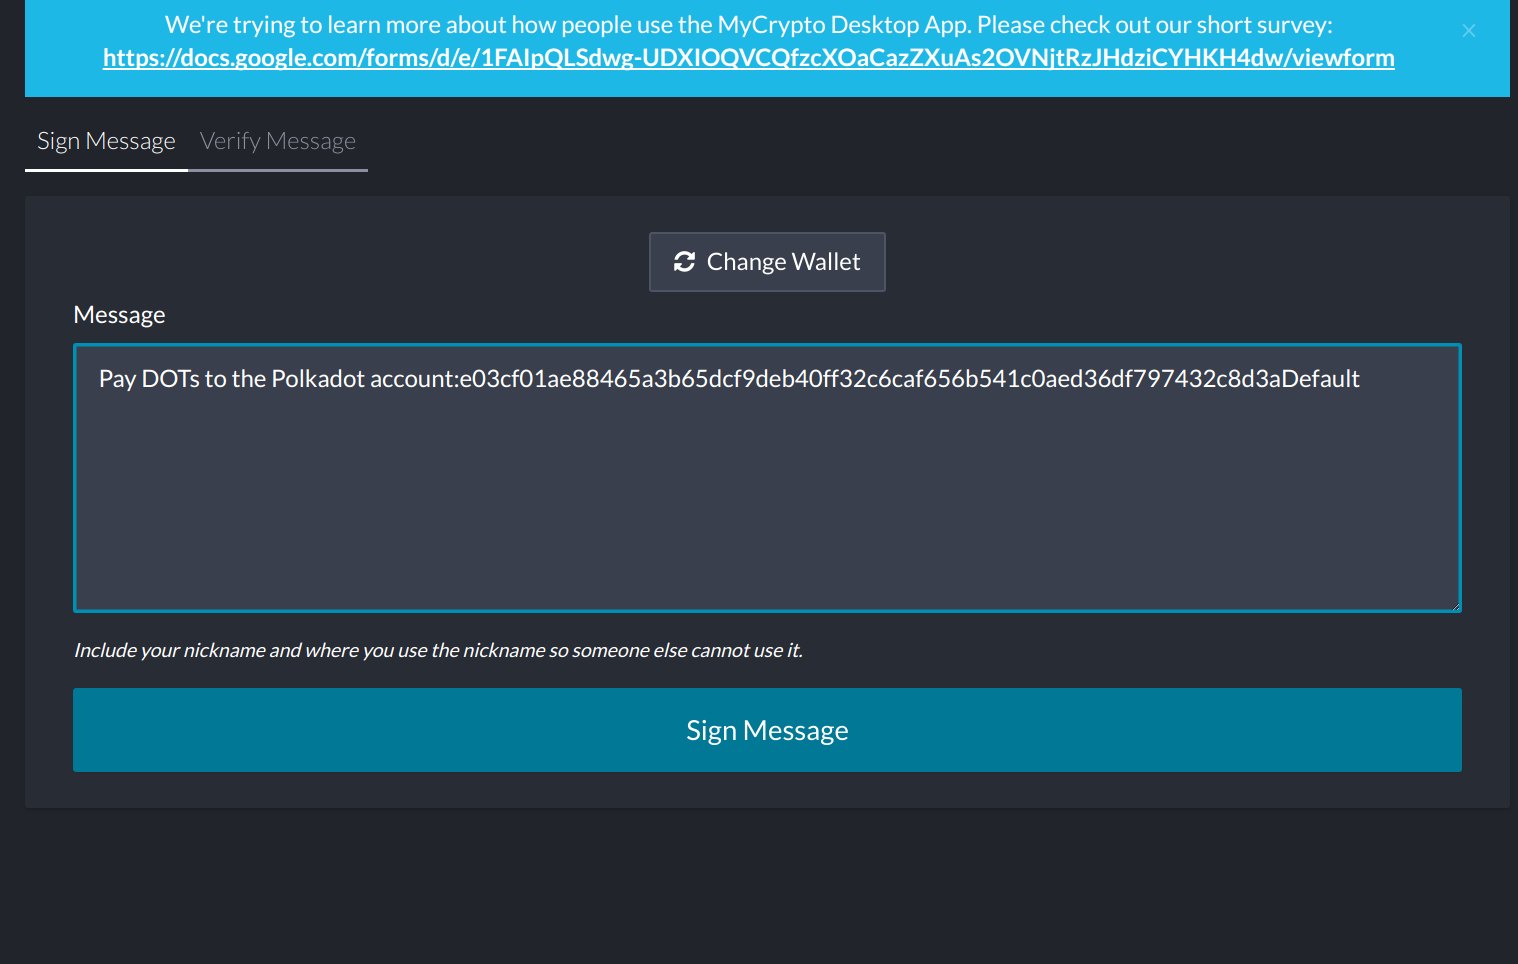 We're trying to learn more about how people use the MyCrypto Desktop App. Please check out our short survey:
https://docs.google.com/forms/d/e/1FAIpQLSdwg-UDXIOQVCQfzcXOaCazZXuAs2OVNjtRzJHdziCYHKH4dw/viewform
Sign Message Verify Message
Change Wallet
Message
Pay DOTs to the Polkadot account:e03cf01ae88465a3b65dcf9deb40ff32c6caf656b541c0aed36df797432c8d3aDefault
Include your nickname and where you use the nickname so someone else cannot use it.
Sign Message